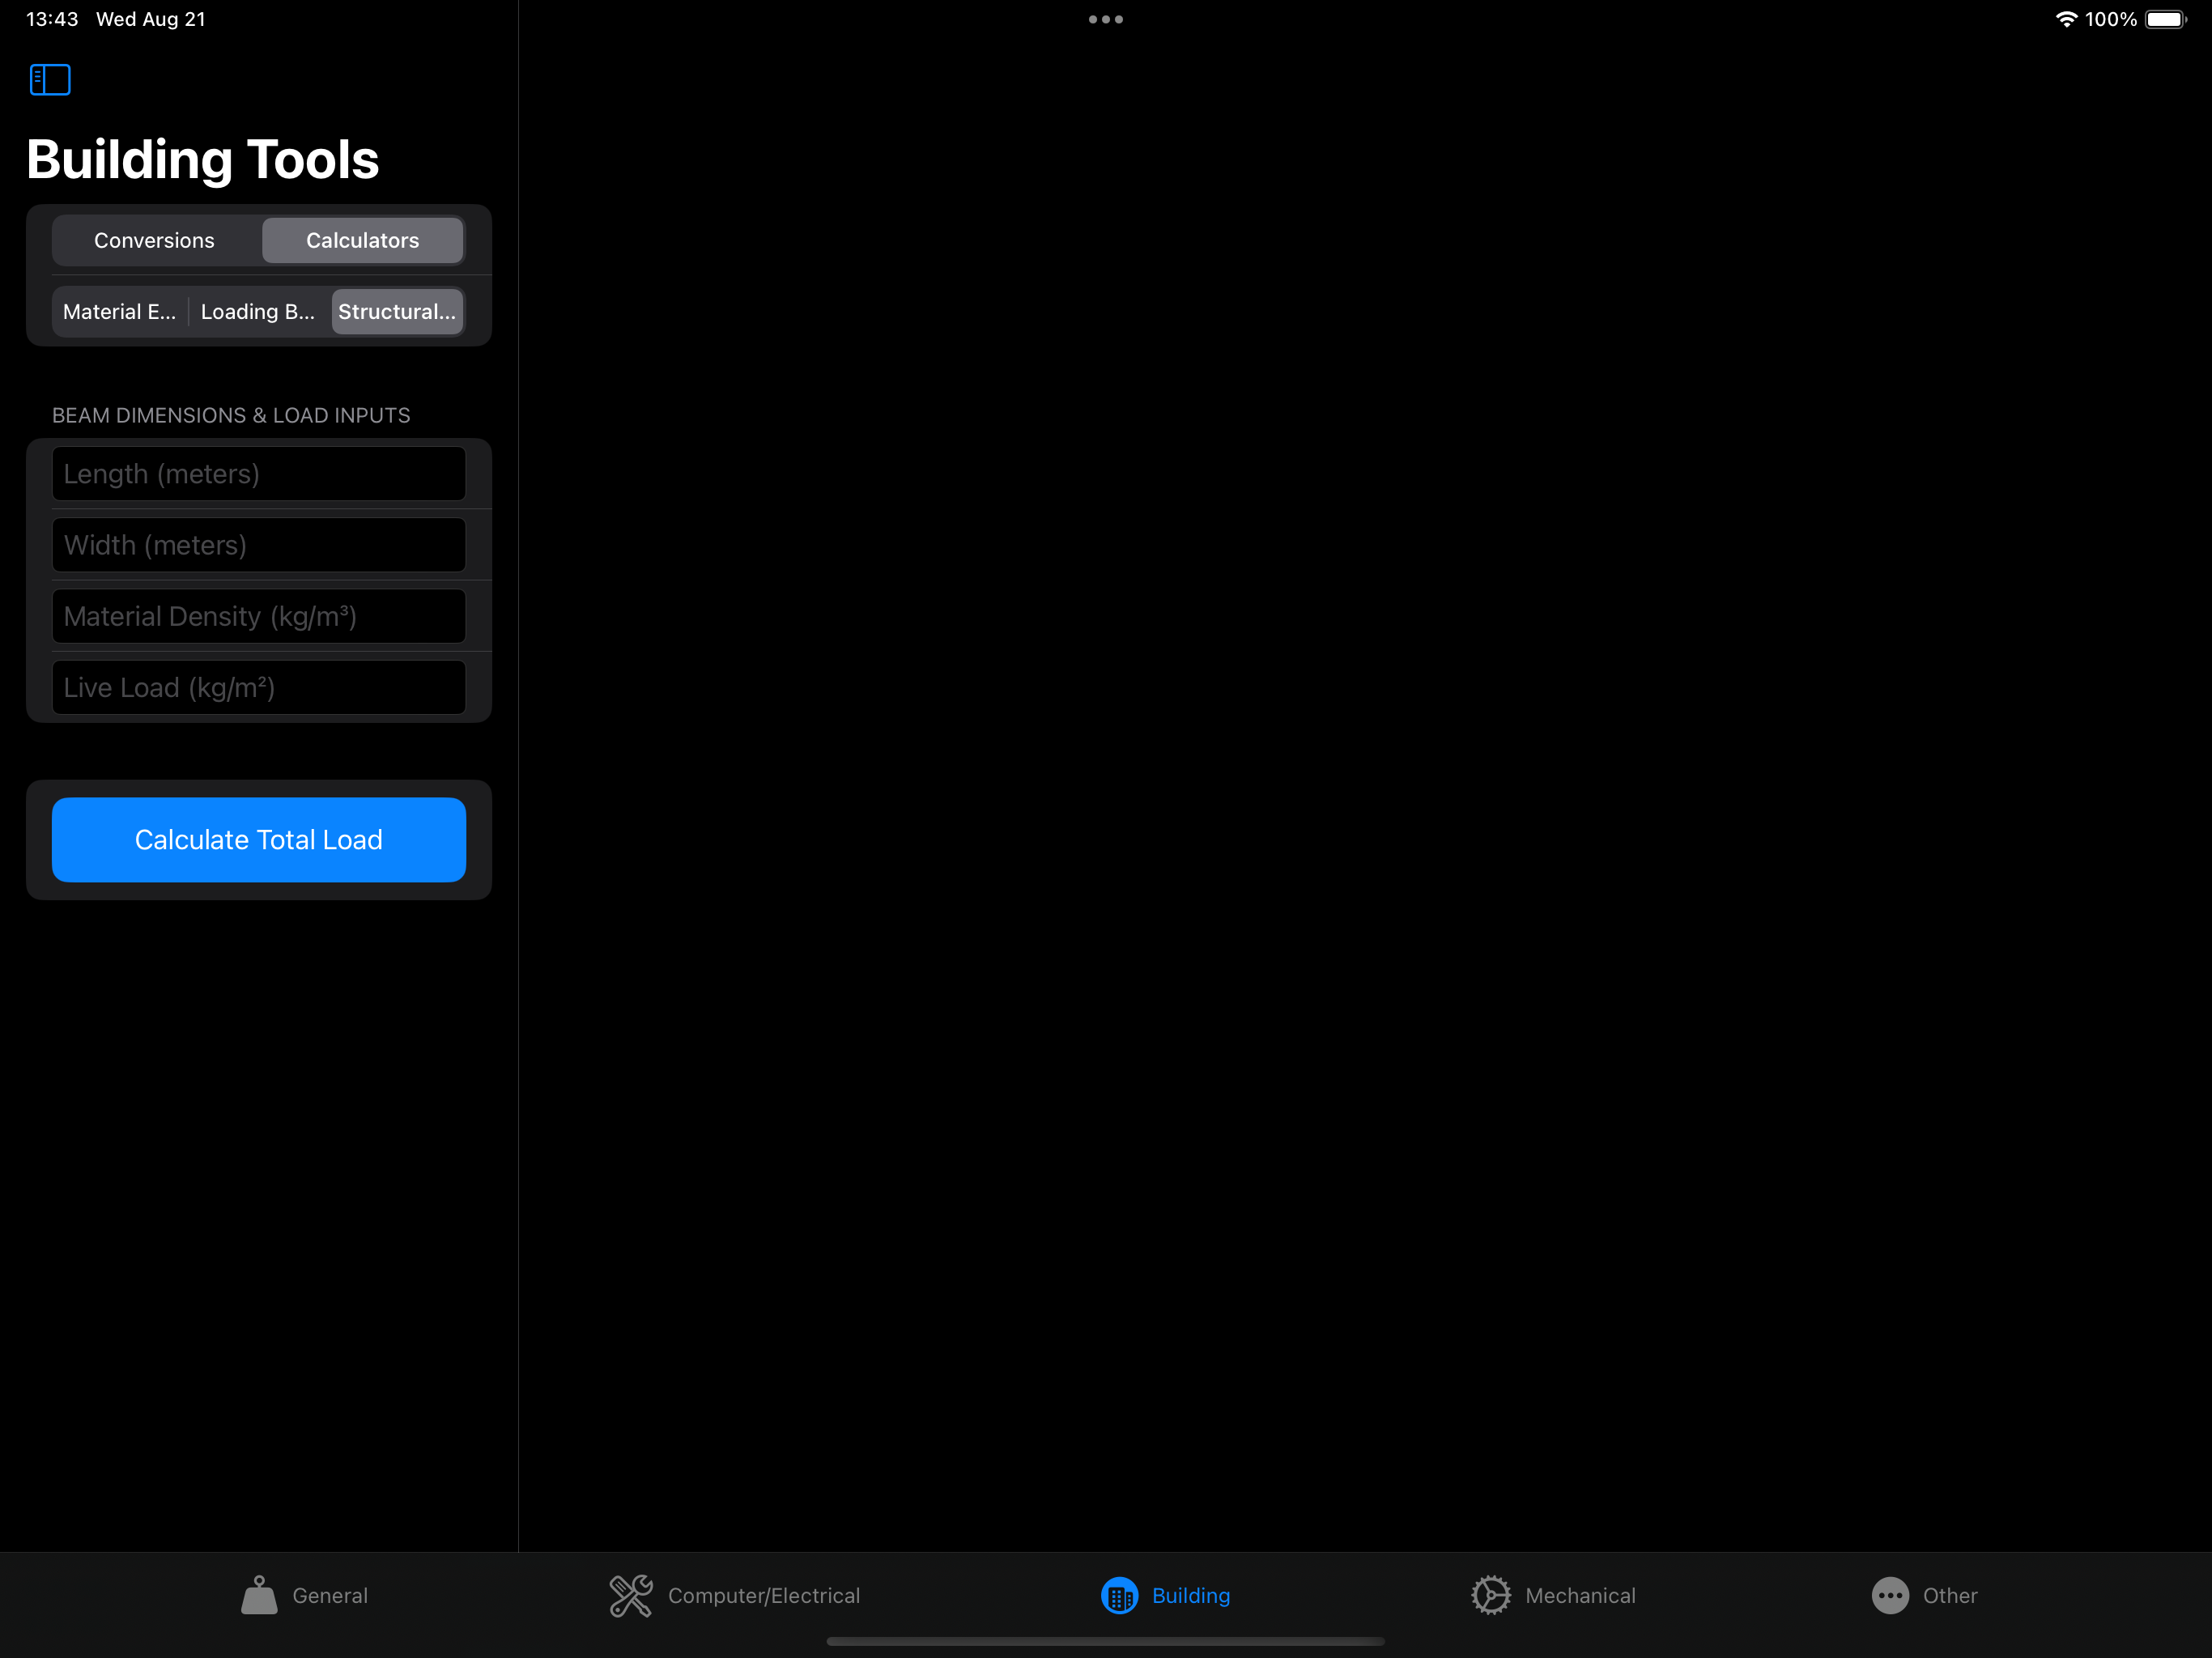 13:43 Wed Aug 21
100%
Building Tools
Conversions Calculators
Material E... Loading B... Structural...
BEAM DIMENSIONS & LOAD INPUTS
Length (meters)
Width (meters)
Material Density (kg/m³)
Live Load (kg/m²)
Calculate Total Load
General Computer/Electrical Building Mechanical Other